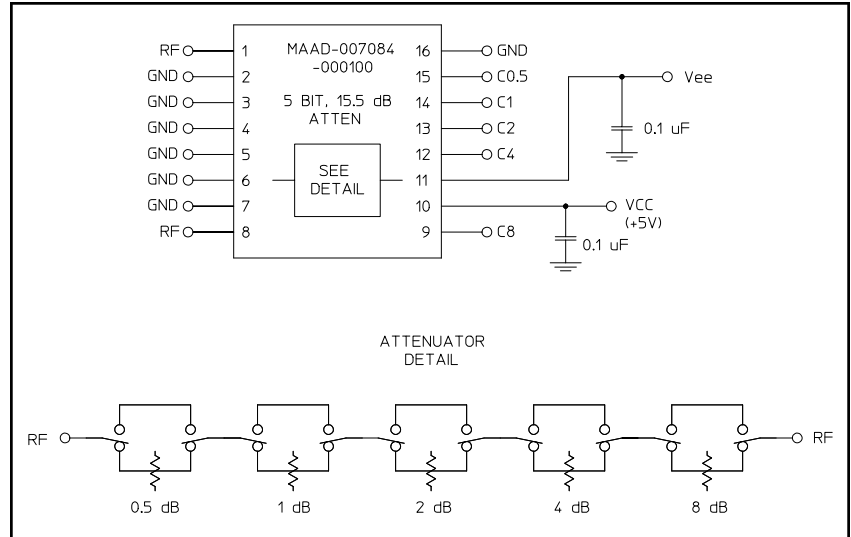 RF 1 MAAD-007084 16 GND
GND 2 -000100 15 C0.5
GND 3 5 BIT, 15.5 dB 14 C1
GND 4 ATTEN 13 C2
GND 5 SEE 12 C4
GND 6 DETAIL 11
GND 7 10
RF 8 9 C8
Vee
0.1 uF
VCC
(+5V)
0.1 uF
ATTENUATOR
DETAIL
RF RF
0.5 dB 1 dB 2 dB 4 dB 8 dB